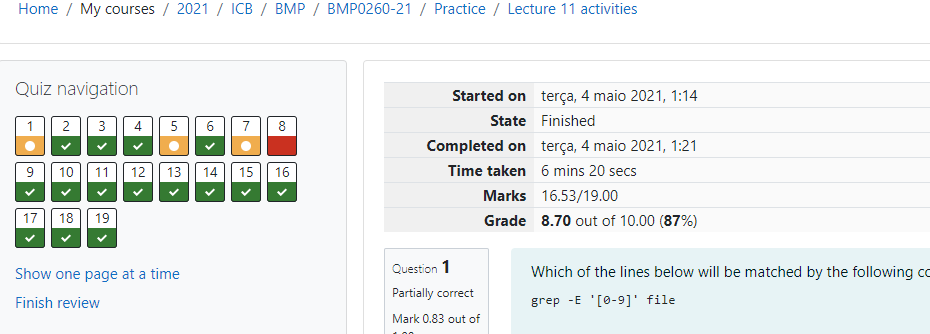 Home / My courses / 2021 / ICB / BMP / BMP0260-21 / Practice / Lecture 11 activities
Quiz navigation
1 2 3 4 5 6 7 8
9 10 11 12 13 14 15 16
17 18 19
Show one page at a time
Finish review
Started on terça, 4 maio 2021, 1:14
State Finished
Completed on terça, 4 maio 2021, 1:21
Time taken 6 mins 20 secs
Marks 16.53/19.00
Grade 8.70 out of 10.00 (87%)
Question 1
Partially correct
Mark 0.83 out of
Which of the lines below will be matched by the following
grep -E '[0-9]' file